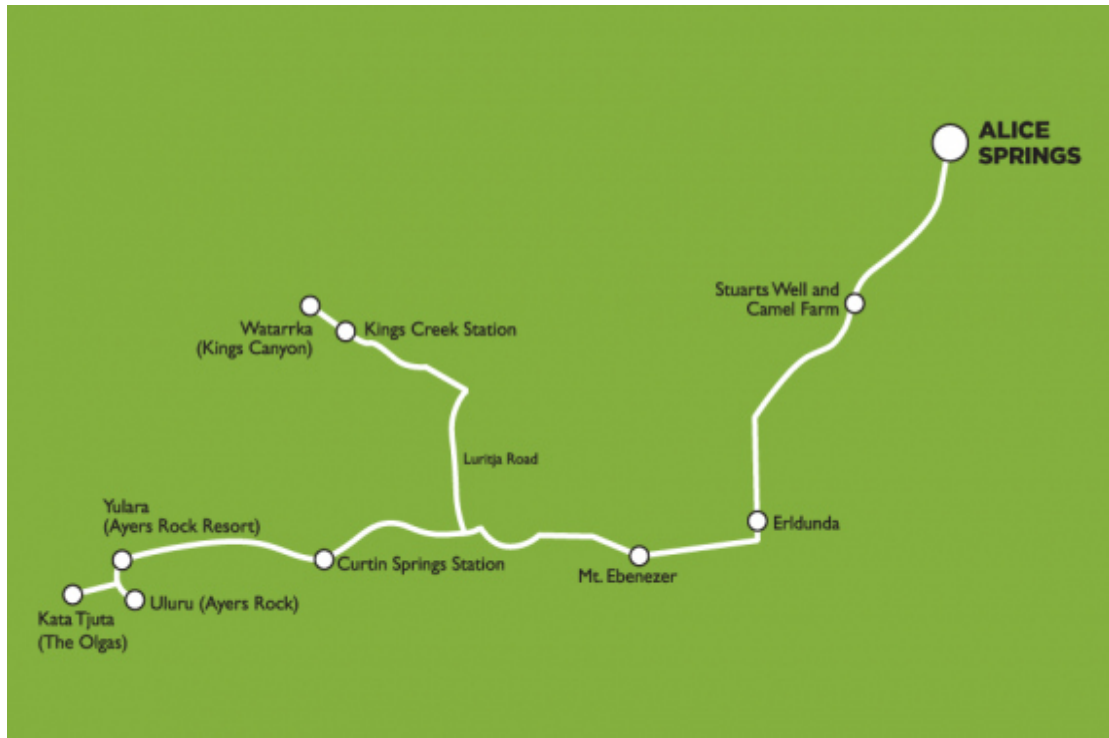 ALICE
SPRINGS
Stuarts Well and
Camel Farm
Watarrka
(Kings Canyon)
Kings Creek Station
Luritja Road
Yulara
(Ayers Rock Resort)
Erldunda
Curtin Springs Station
Mt. Ebenezer
Uluru (Ayers Rock)
Kata Tjuta
(The Olgas)